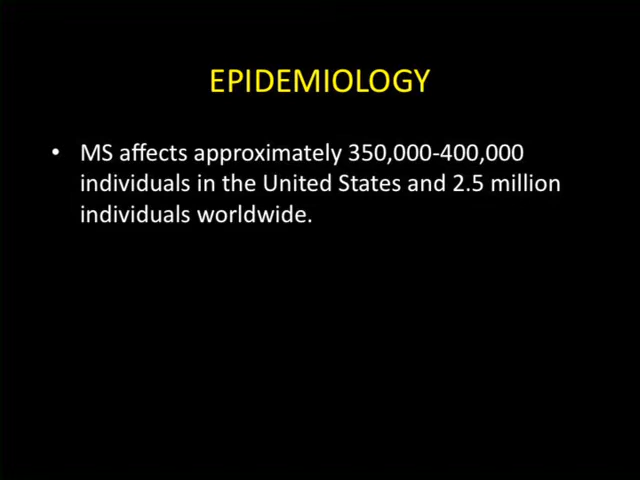 EPIDEMIOLOGY
• MS affects approximately 350,000-400,000
individuals in the United States and 2.5 million
individuals worldwide.